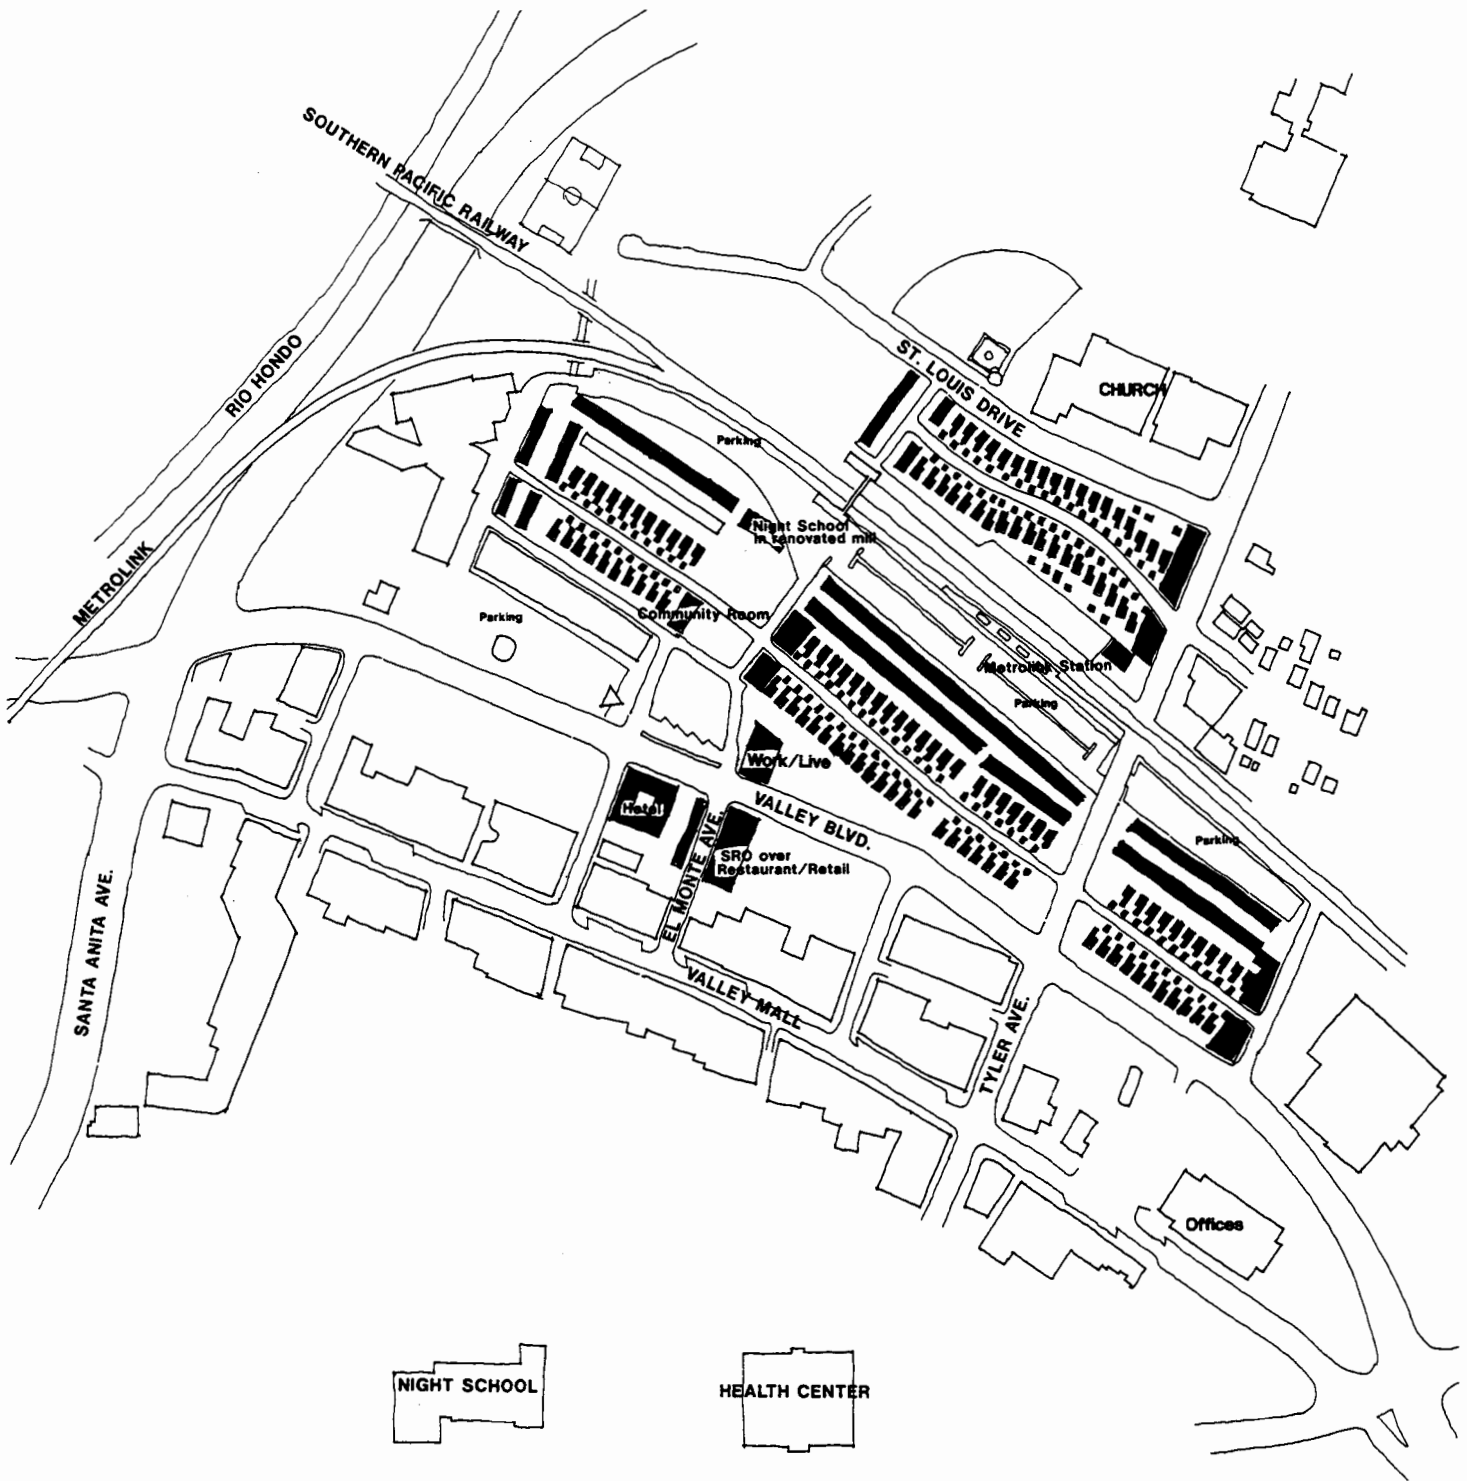 SOUTHERN PACIFIC RAILWAY
RIO HONDO
ST. LOUIS DRIVE
CHURCH
Parking
Night School
in renovated mill
METROLINK
Community Room
Parking
Metrolink Station
Parking
Work/Live
Hotel
VALLEY BLVD.
EL MONTE AVE.
SRO over
Restaurant/Retail
Parking
SANTA ANITA AVE.
VALLEY MALL
TYLER AVE.
Offices
NIGHT SCHOOL
HEALTH CENTER